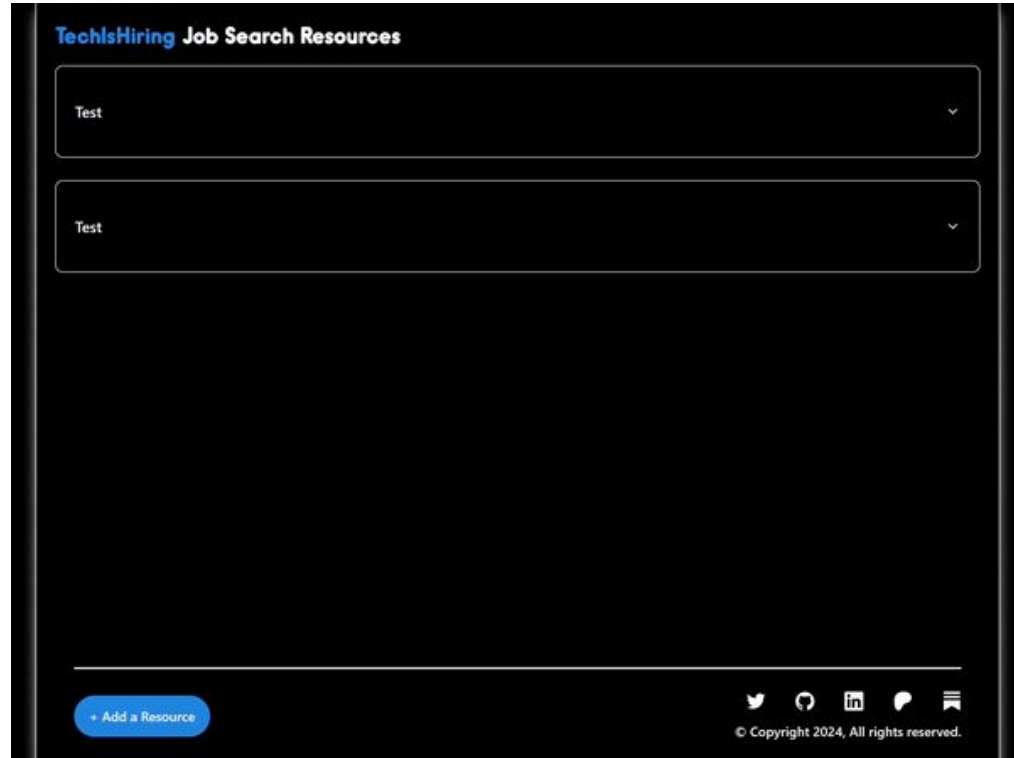 TechIsHiring Job Search Resources
Test
Test
+ Add a Resource
© Copyright 2024, All rights reserved.